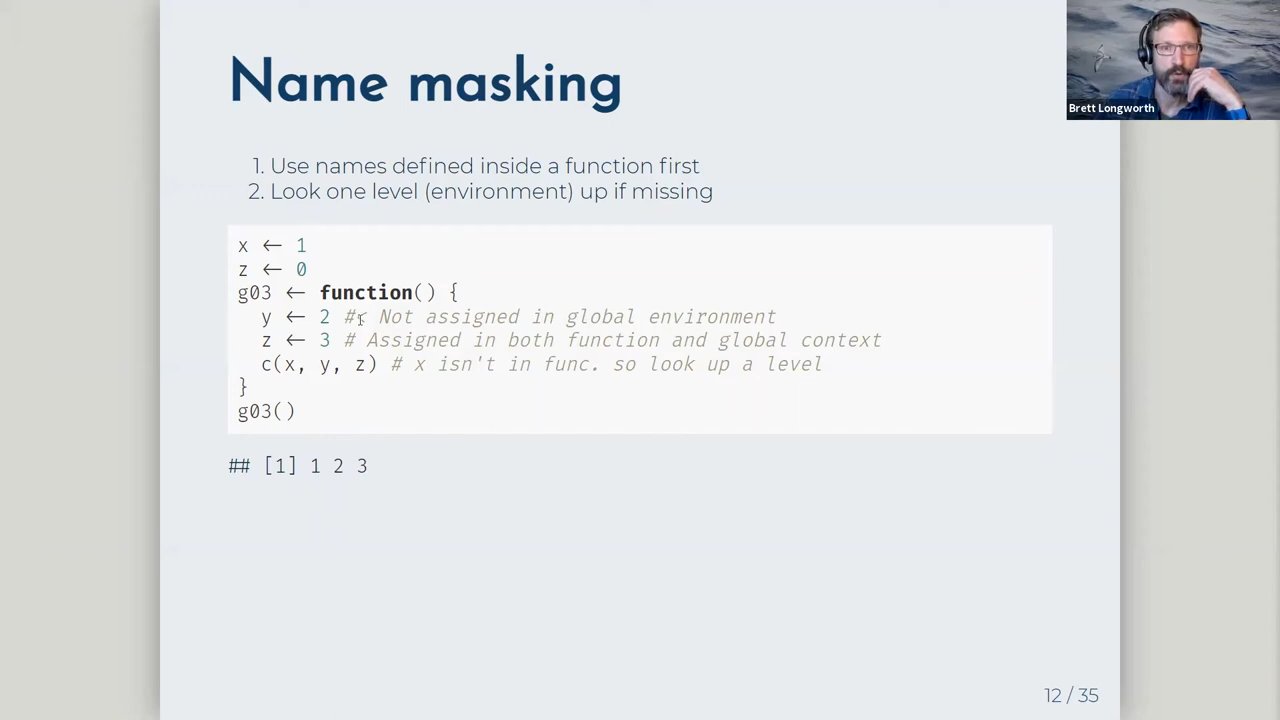 Name masking
Brett Longworth
1. Use names defined inside a function first
2. Look one level (environment) up if missing
x ← 1
z ← 0
g03 ← function() {
  y ← 2 # Not assigned in global environment
  z ← 3 # Assigned in both function and global context
  c(x, y, z) # x isn't in func. so look up a level
}
g03()
## [1] 1 2 3
12 / 35